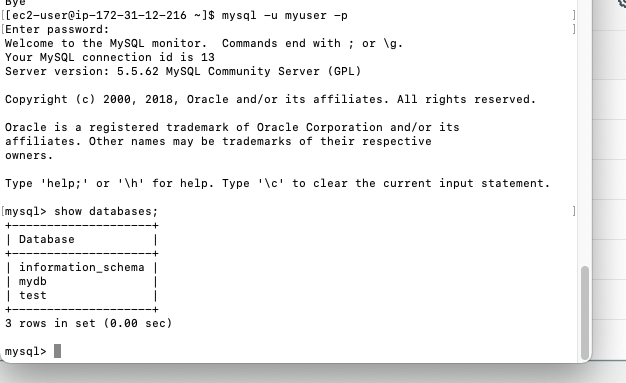 Bye
[[ec2-user@ip-172-31-12-216 ~]$ mysql -u myuser -p ]
[Enter password: ]
Welcome to the MySQL monitor.  Commands end with ; or \g.
Your MySQL connection id is 13
Server version: 5.5.62 MySQL Community Server (GPL)

Copyright (c) 2000, 2018, Oracle and/or its affiliates. All rights reserved.

Oracle is a registered trademark of Oracle Corporation and/or its
affiliates. Other names may be trademarks of their respective
owners.

Type 'help;' or '\h' for help. Type '\c' to clear the current input statement.

[mysql> show databases; ]
+--------------------+
| Database           |
+--------------------+
| information_schema |
| mydb               |
| test               |
+--------------------+
3 rows in set (0.00 sec)

mysql>